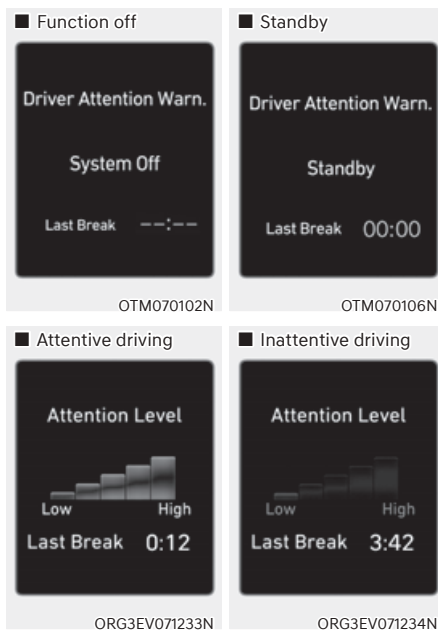 ■ Function off
Driver Attention Warn.
System Off
Last Break --:--
OTM070102N
■ Standby
Driver Attention Warn.
Standby
Last Break 00:00
OTM070106N
■ Attentive driving
Attention Level
Low High
Last Break 0:12
ORG3EV071233N
■ Inattentive driving
Attention Level
Low High
Last Break 3:42
ORG3EV071234N